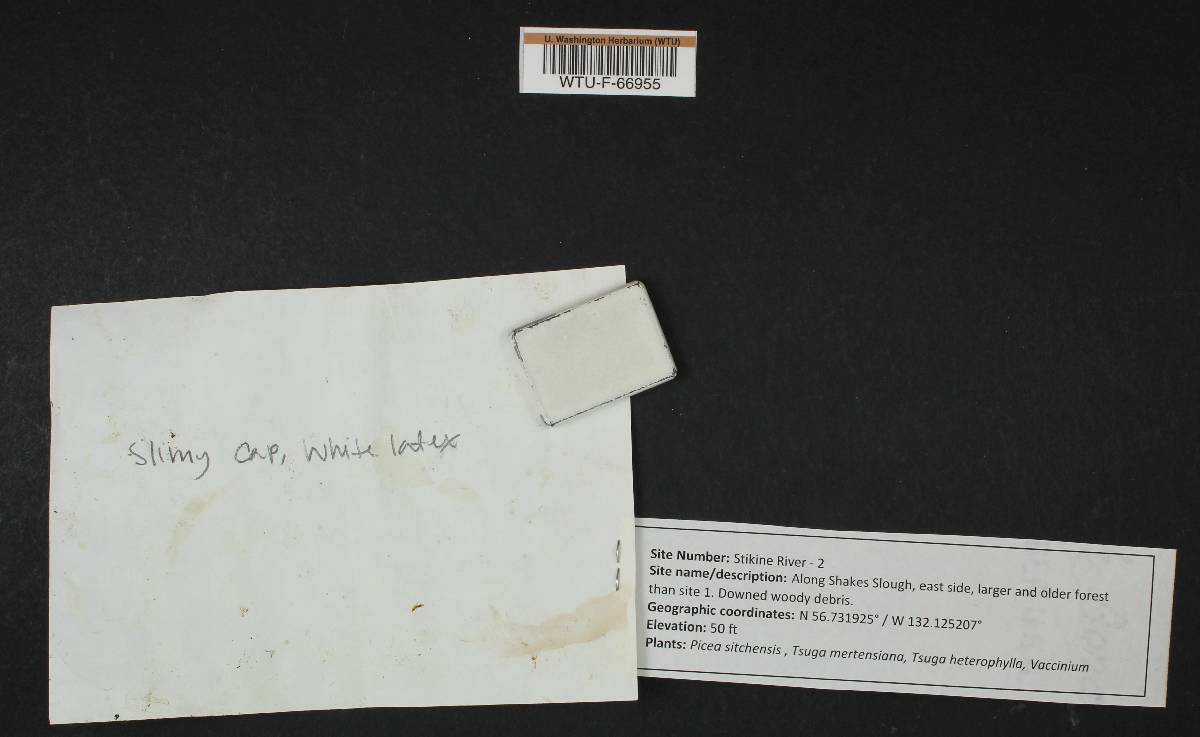 U. Washington Herbarium (WTU)
WTU-F-66955
Slimy cap, white latex
Site Number: Stikine River - 2
Site name/description: Along Shakes Slough, east side, larger and older forest
than site 1. Downed woody debris.
Geographic coordinates: N 56.731925° / W 132.125207°
Elevation: 50 ft
Plants: Picea sitchensis , Tsuga mertensiana, Tsuga heterophylla, Vaccinium